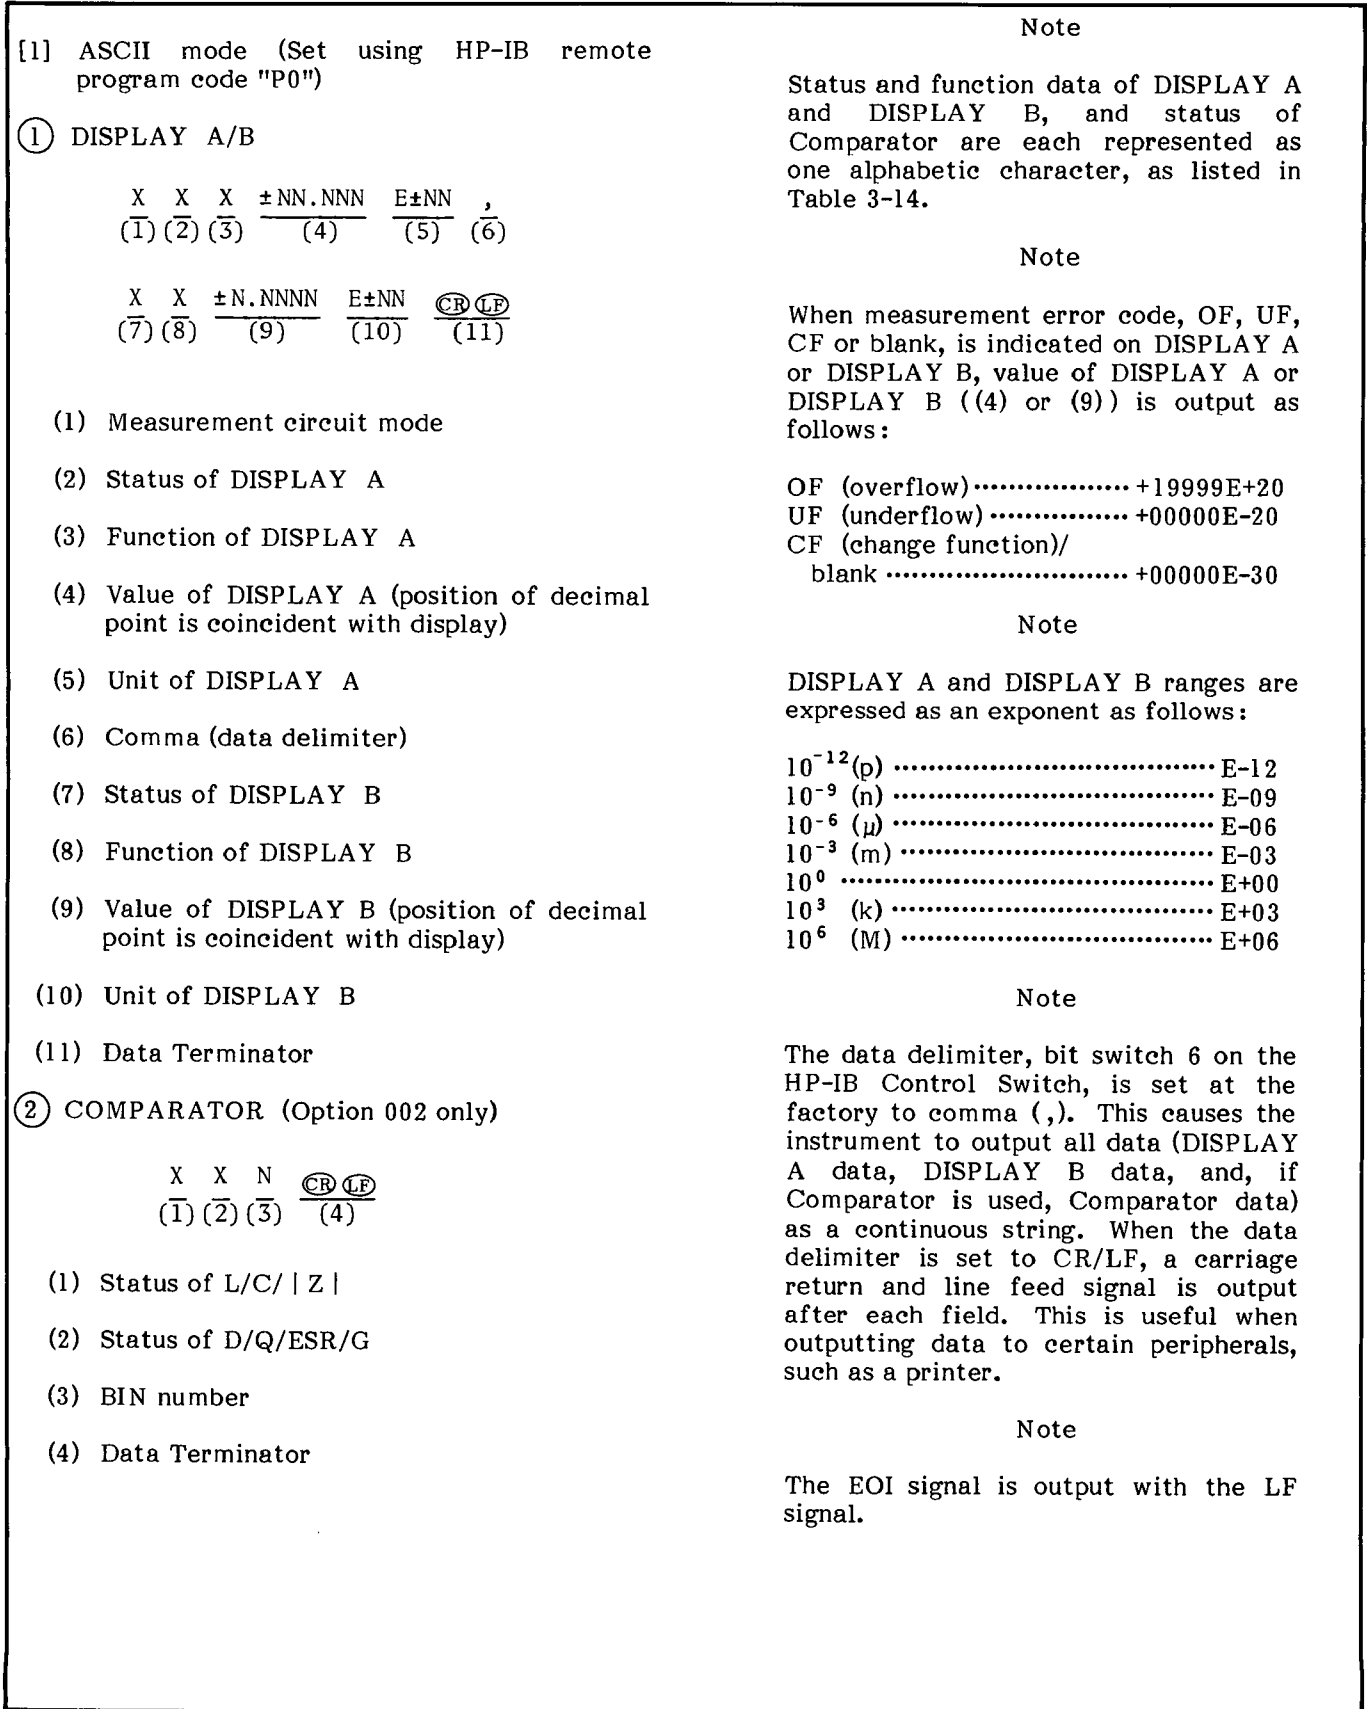 [1] ASCII mode (Set using HP-IB remote
program code "P0")
① DISPLAY A/B
X X X ±NN.NNN E±NN ,
(1) (2) (3) (4) (5) (6)
X X ±N.NNNN E±NN CR LF
(7) (8) (9) (10) (11)
(1) Measurement circuit mode
(2) Status of DISPLAY A
(3) Function of DISPLAY A
(4) Value of DISPLAY A (position of decimal
point is coincident with display)
(5) Unit of DISPLAY A
(6) Comma (data delimiter)
(7) Status of DISPLAY B
(8) Function of DISPLAY B
(9) Value of DISPLAY B (position of decimal
point is coincident with display)
(10) Unit of DISPLAY B
(11) Data Terminator
② COMPARATOR (Option 002 only)
X X N CR LF
(1) (2) (3) (4)
(1) Status of L/C/ | Z |
(2) Status of D/Q/ESR/G
(3) BIN number
(4) Data Terminator
Note
Status and function data of DISPLAY A
and DISPLAY B, and status of
Comparator are each represented as
one alphabetic character, as listed in
Table 3-14.
Note
When measurement error code, OF, UF,
CF or blank, is indicated on DISPLAY A
or DISPLAY B, value of DISPLAY A or
DISPLAY B ((4) or (9)) is output as
follows:
OF (overflow) ·················· +19999E+20
UF (underflow) ················ +00000E-20
CF (change function)/
blank ···························· +00000E-30
Note
DISPLAY A and DISPLAY B ranges are
expressed as an exponent as follows:
10⁻¹² (p) ····································· E-12
10⁻⁹ (n) ····································· E-09
10⁻⁶ (μ) ····································· E-06
10⁻³ (m) ···································· E-03
10⁰ ··········································· E+00
10³ (k) ····································· E+03
10⁶ (M) ···································· E+06
Note
The data delimiter, bit switch 6 on the
HP-IB Control Switch, is set at the
factory to comma (,). This causes the
instrument to output all data (DISPLAY
A data, DISPLAY B data, and, if
Comparator is used, Comparator data)
as a continuous string. When the data
delimiter is set to CR/LF, a carriage
return and line feed signal is output
after each field. This is useful when
outputting data to certain peripherals,
such as a printer.
Note
The EOI signal is output with the LF
signal.